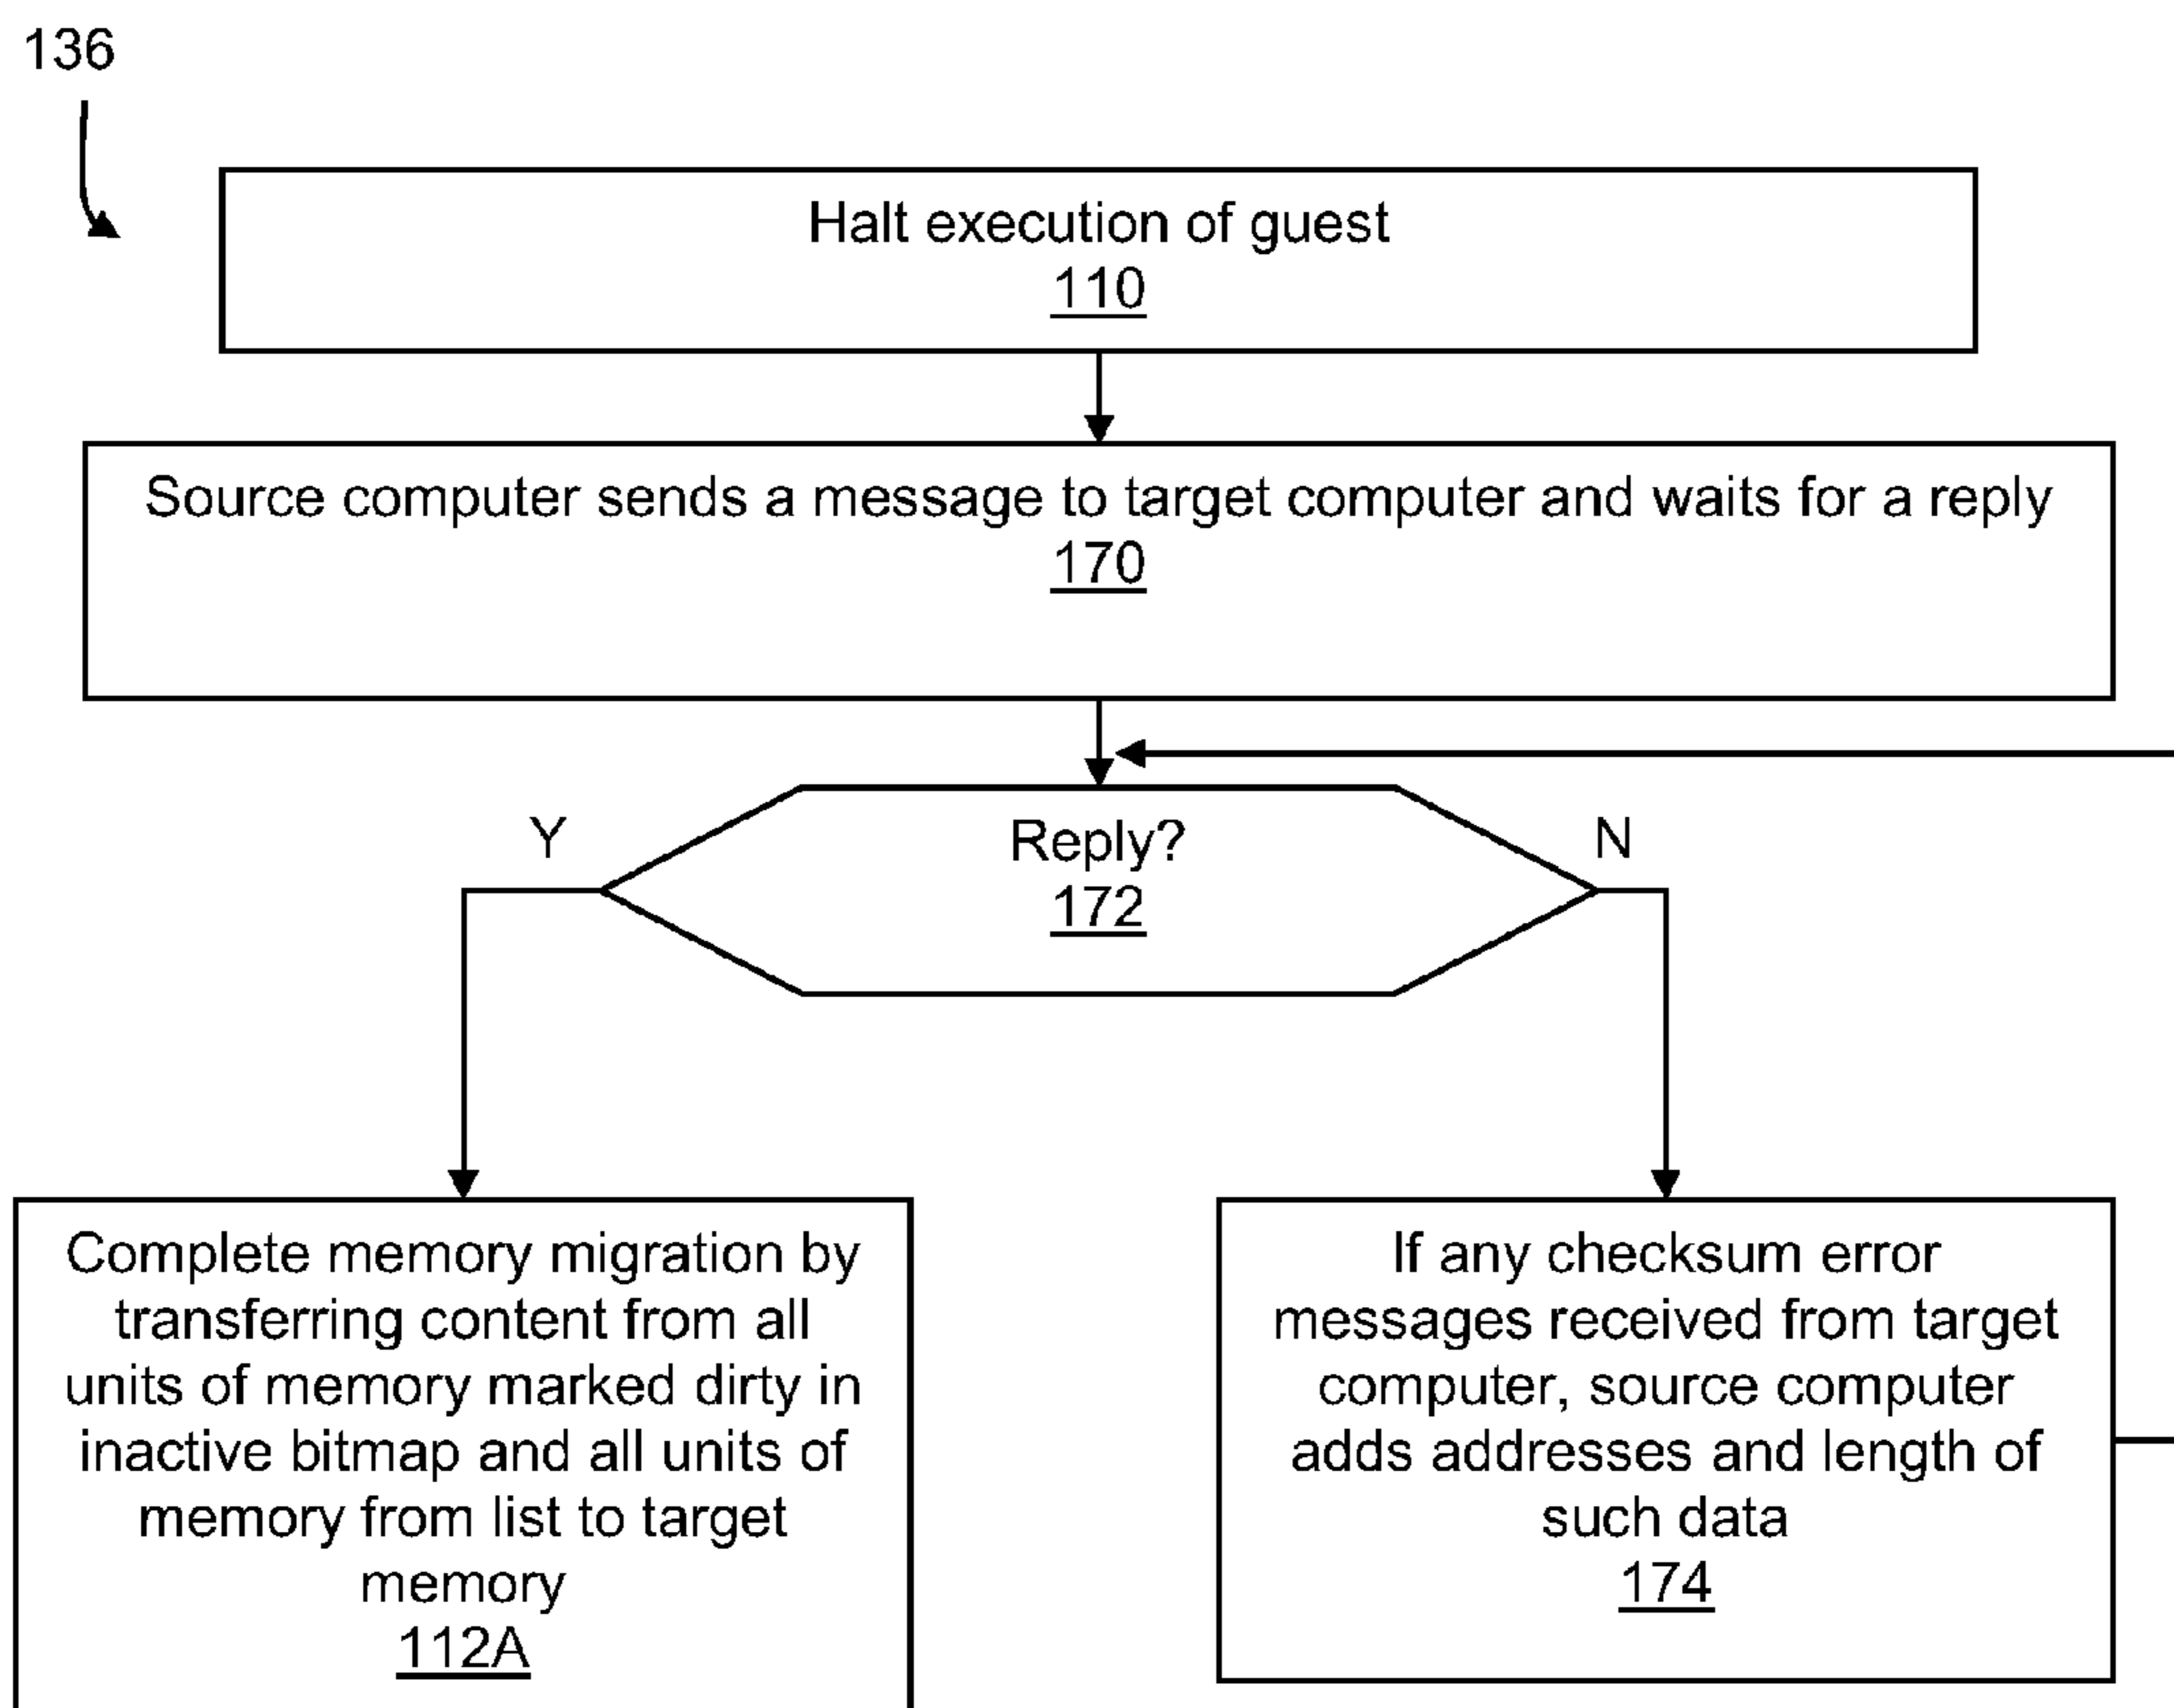 136
Halt execution of guest
110
Source computer sends a message to target computer and waits for a reply
170
Y
Reply?
N
172
Complete memory migration by
transferring content from all
units of memory marked dirty in
inactive bitmap and all units of
memory from list to target
memory
112A
If any checksum error
messages received from target
computer, source computer
adds addresses and length of
such data
174